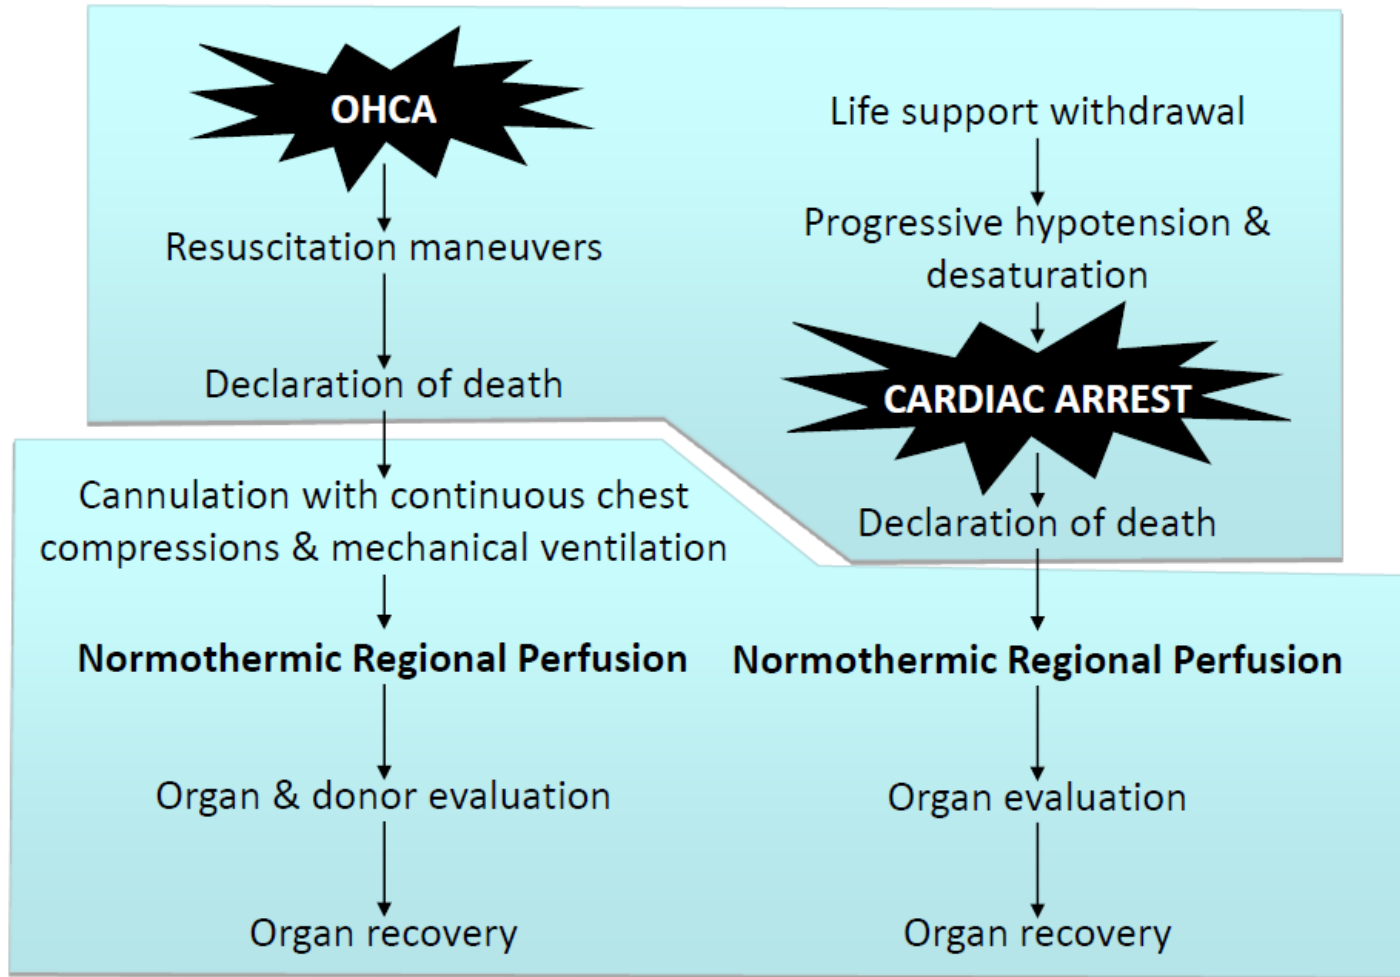 OHCA
Resuscitation maneuvers
Declaration of death
Cannulation with continuous chest
compressions & mechanical ventilation
Normothermic Regional Perfusion
Organ & donor evaluation
Organ recovery
Life support withdrawal
Progressive hypotension &
desaturation
CARDIAC ARREST
Declaration of death
Normothermic Regional Perfusion
Organ evaluation
Organ recovery